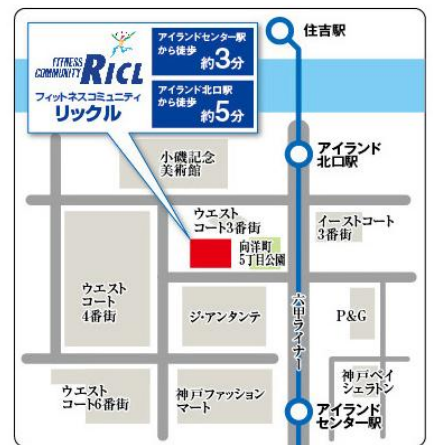 FITNESS
COMMUNITY RICL
フィットネスコミュニティ
リックル
アイランドセンター駅
から徒歩
約3分
アイランド北口駅
から徒歩
約5分
住吉駅
アイランド
北口駅
小磯記念
美術館
ウエスト
コート3番街
イーストコート
3番街
向洋町
5丁目公園
ウエスト
コート
4番街
ジ・アンタンテ
六甲ライナー
P&G
ウエスト
コート6番街
神戸ファッション
マート
神戸ベイ
シェラトン
アイランド
センター駅